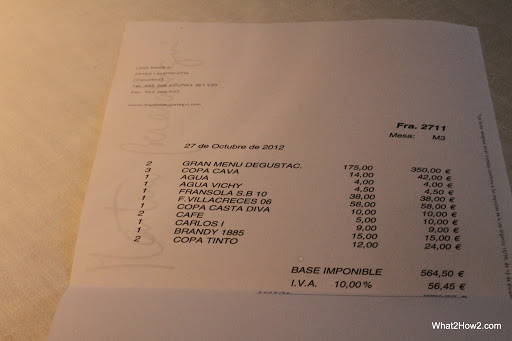 Fra. 2711
Mesa: M3
27 de Octubre de 2012
2 GRAN MENU DEGUSTAC. 175,00 350,00 €
3 COPA CAVA 14,00 42,00 €
1 AGUA 4,00 4,00 €
1 AGUA VICHY 4,50 4,50 €
1 FRANSOLA S.B 10 38,00 38,00 €
1 F.VILLACRECES 06 58,00 58,00 €
1 COPA CASTA DIVA 10,00 10,00 €
2 CAFE 5,00 10,00 €
1 CARLOS I 9,00 9,00 €
1 BRANDY 1885 15,00 15,00 €
2 COPA TINTO 12,00 24,00 €
BASE IMPONIBLE 564,50 €
I.V.A. 10,00% 56,45 €
TOTAL
What2How2.com